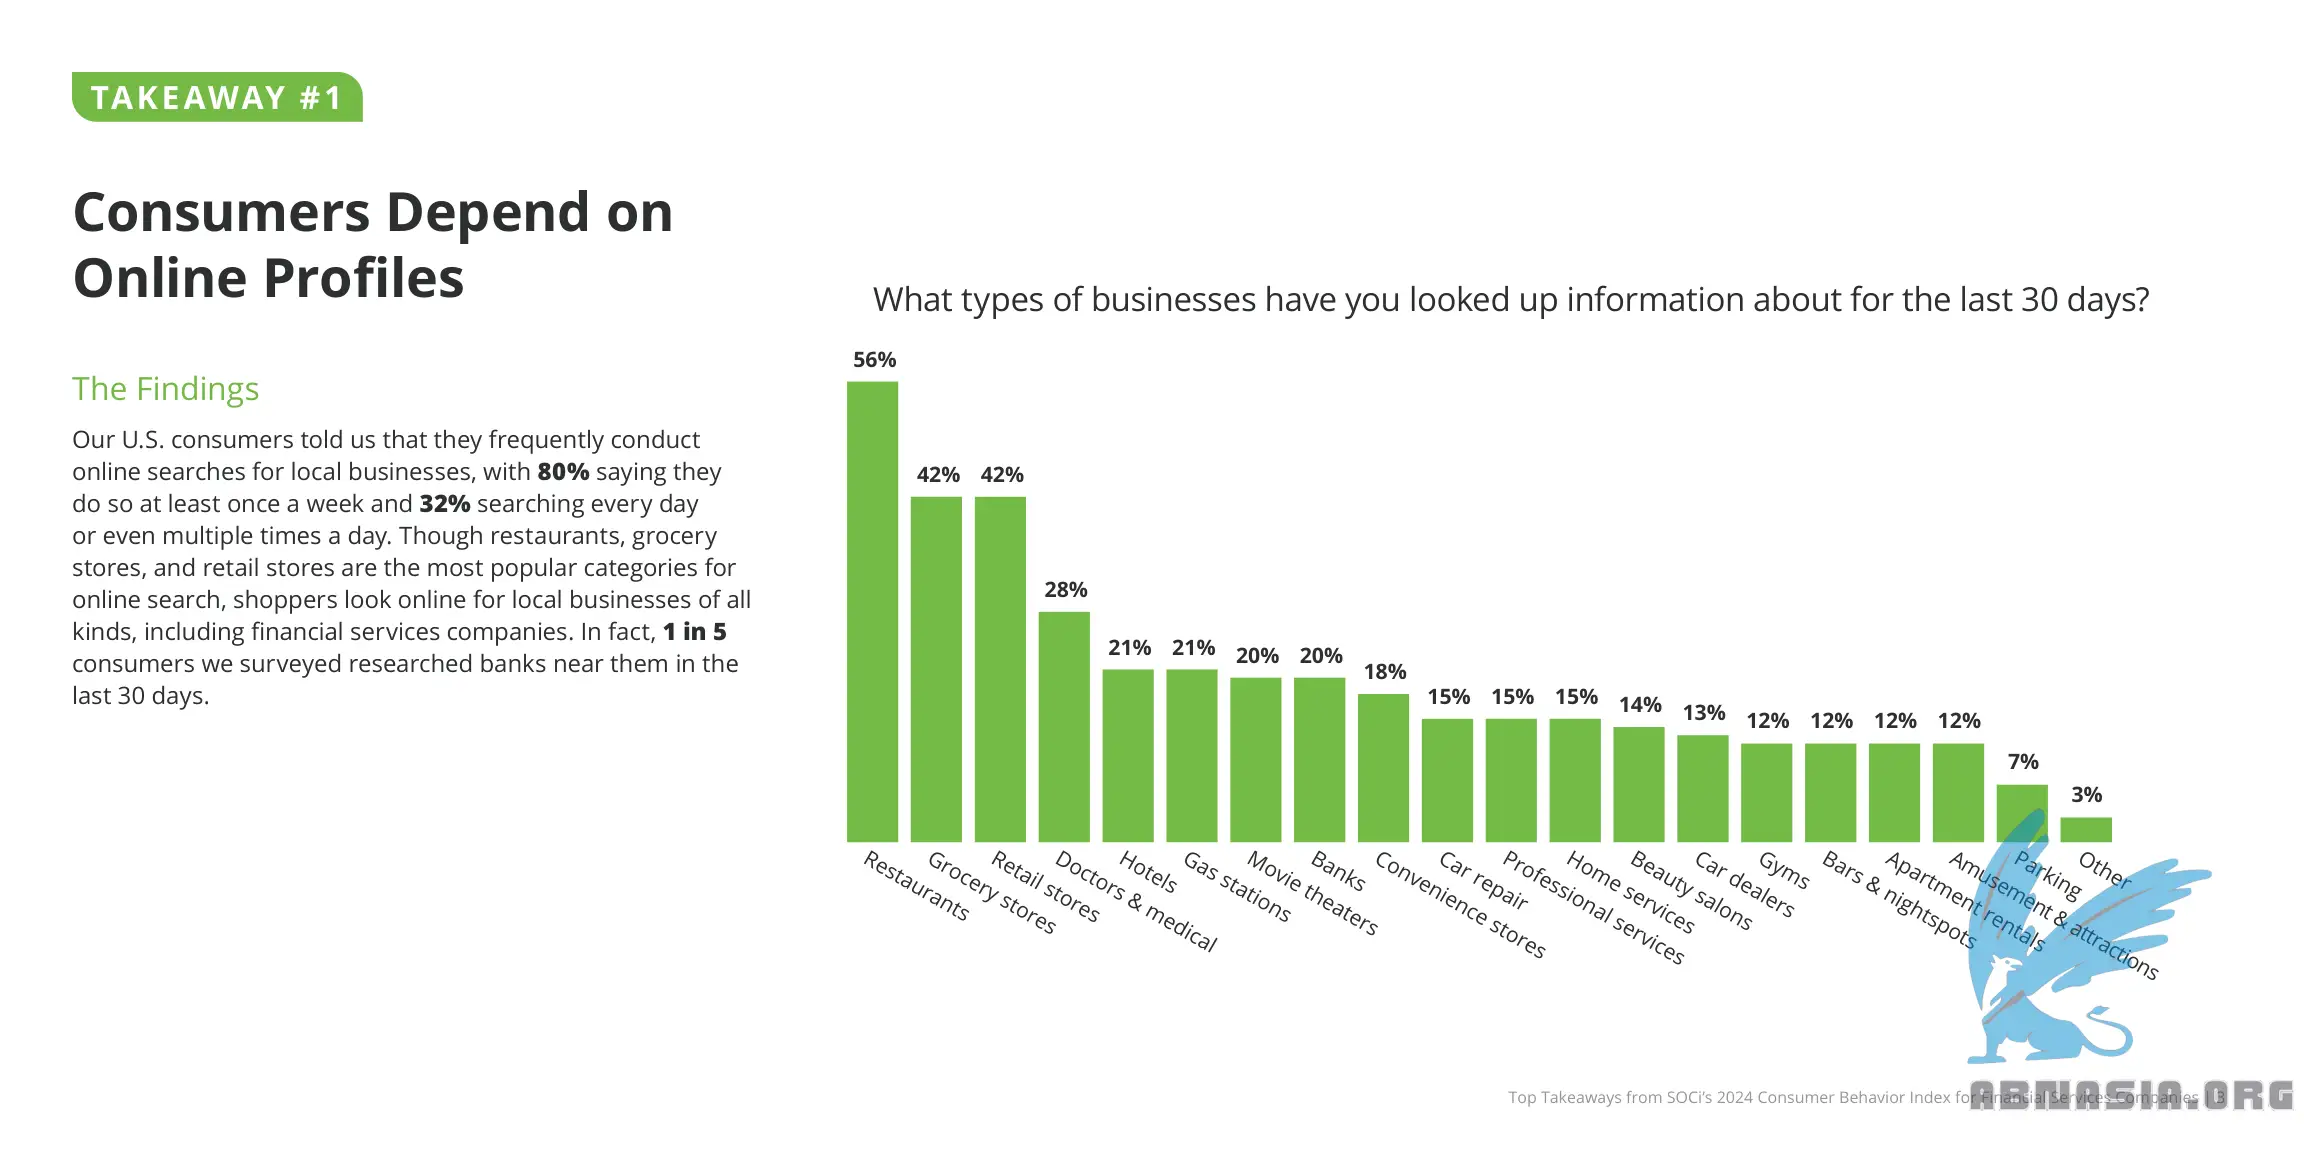 TAKEAWAY #1
Consumers Depend on
Online Profiles
The Findings
Our U.S. consumers told us that they frequently conduct
online searches for local businesses, with 80% saying they
do so at least once a week and 32% searching every day
or even multiple times a day. Though restaurants, grocery
stores, and retail stores are the most popular categories for
online search, shoppers look online for local businesses of all
kinds, including financial services companies. In fact, 1 in 5
consumers we surveyed researched banks near them in the
last 30 days.
What types of businesses have you looked up information about for the last 30 days?
56%
42%
42%
28%
21%
21%
20%
20%
18%
15%
15%
15%
14%
13%
12%
12%
12%
12%
7%
3%
Restaurants
Grocery stores
Retail stores
Doctors & medical
Hotels
Gas stations
Movie theaters
Banks
Convenience stores
Car repair
Professional services
Home services
Beauty salons
Car dealers
Gyms
Bars & nightspots
Apartment rentals
Amusement & attractions
Parking
Other
Top Takeaways from SOCi's 2024 Consumer Behavior Index for Financial Services Companies | 3
ABNASIA.ORG